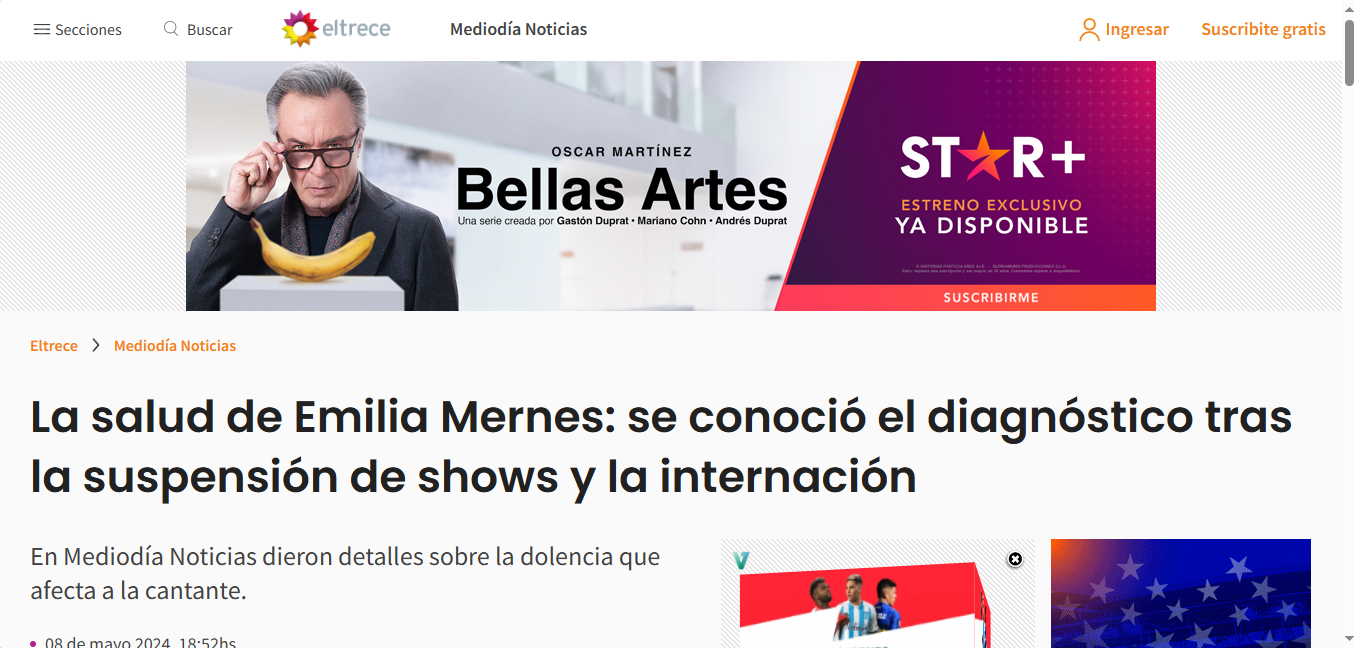 Secciones
Buscar
eltrece
Mediodía Noticias
Ingresar
Suscribite gratis
OSCAR MARTÍNEZ
Bellas Artes
Una serie creada por Gastón Duprat • Mariano Cohn • Andrés Duprat
STAR+
ESTRENO EXCLUSIVO
YA DISPONIBLE
SUSCRIBIRME
Eltrece
Mediodía Noticias
La salud de Emilia Mernes: se conoció el diagnóstico tras
la suspensión de shows y la internación
En Mediodía Noticias dieron detalles sobre la dolencia que
afecta a la cantante.
08 de mayo 2024, 18:52hs